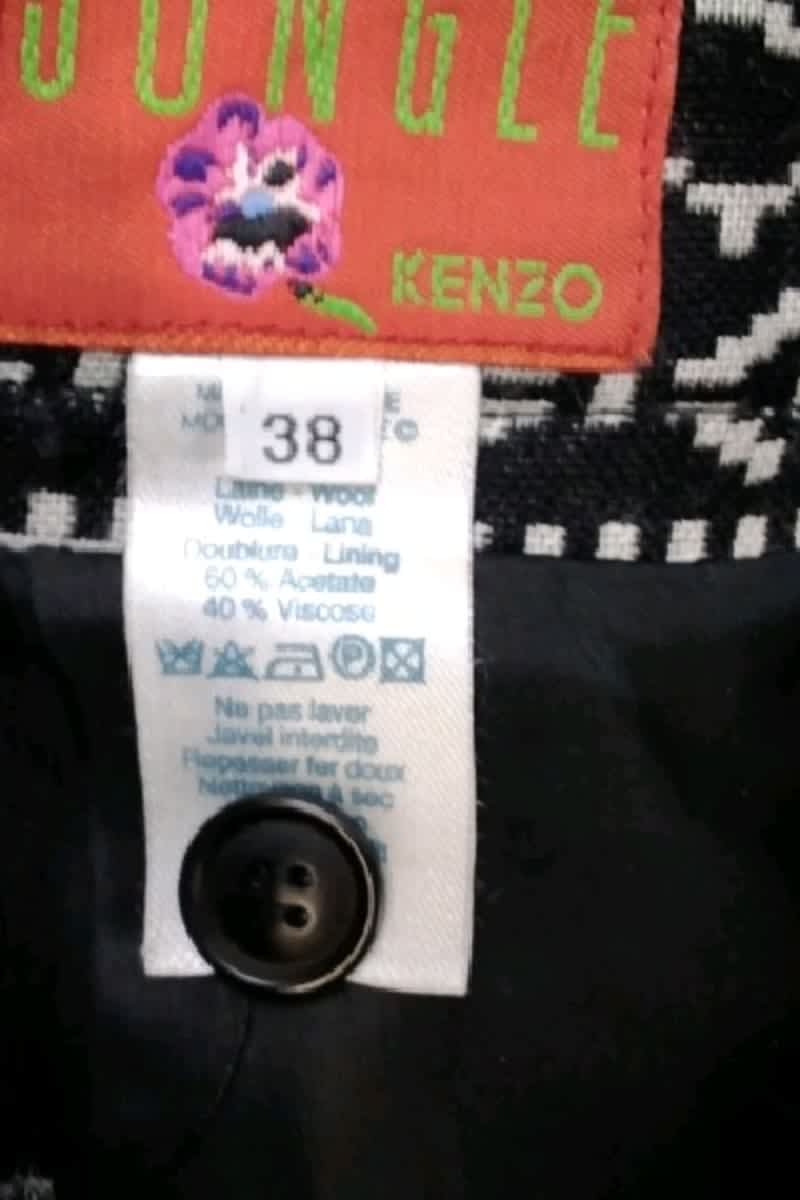 JUNGLE
KENZO
38
©
Laine - Wool
Wolle Lana
Doublure Lining
60 % Acetate
40 % Viscose
P
Ne pas laver
Javel interdite
Repasser fer doux
à sec